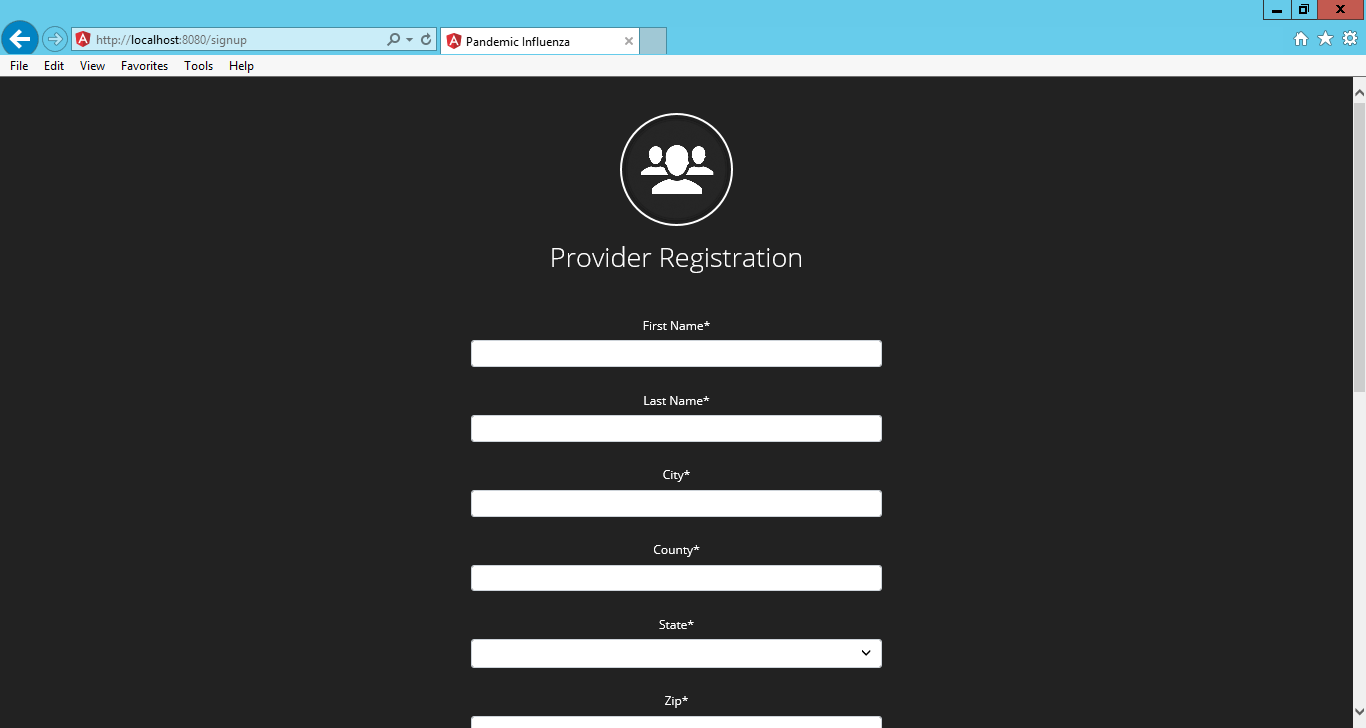 http://localhost:8080/signup
Pandemic Influenza
File Edit View Favorites Tools Help
Provider Registration
First Name*
Last Name*
City*
County*
State*
Zip*